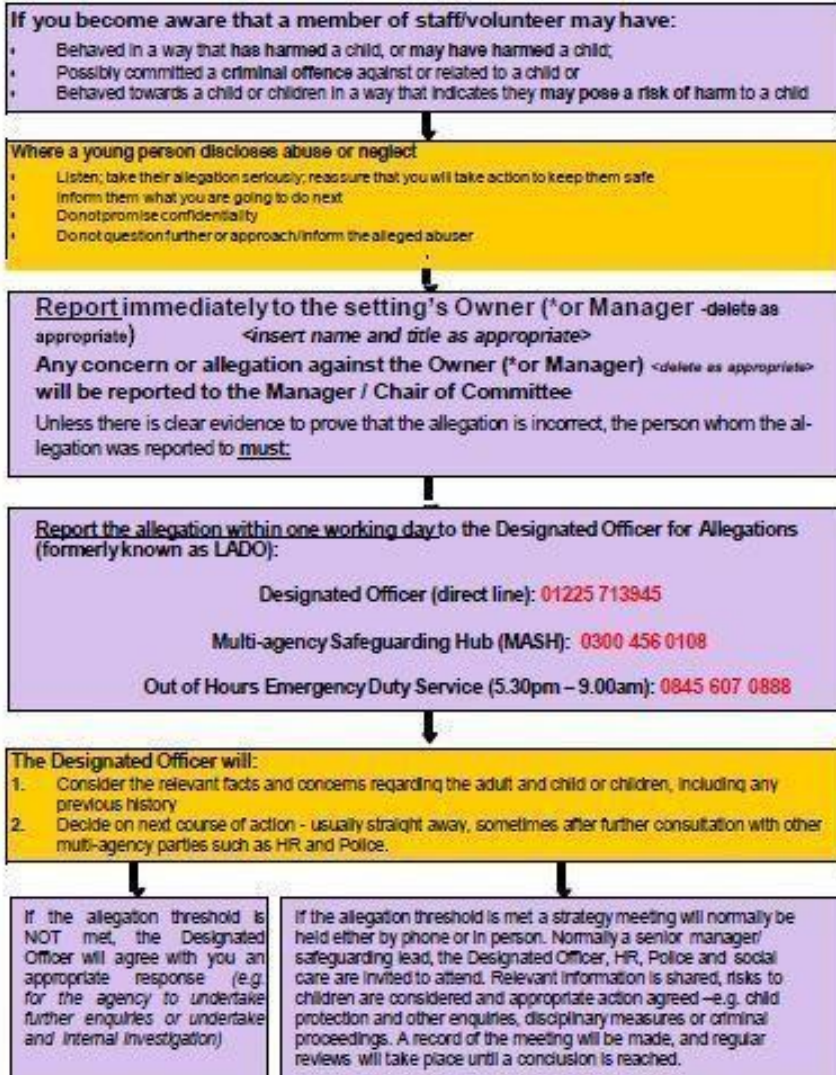 If you become aware that a member of staff/volunteer may have:
• Behaved in a way that has harmed a child, or may have harmed a child;
• Possibly committed a criminal offence against or related to a child or
• Behaved towards a child or children in a way that indicates they may pose a risk of harm to a child
Where a young person discloses abuse or neglect
• Listen; take their allegation seriously; reassure that you will take action to keep them safe
• Inform them what you are going to do next
• Do not promise confidentiality
• Do not question further or approach/inform the alleged abuser
Report immediately to the setting's Owner (*or Manager -delete as
appropriate) <insert name and title as appropriate>
Any concern or allegation against the Owner (*or Manager) <delete as appropriate>
will be reported to the Manager / Chair of Committee
Unless there is clear evidence to prove that the allegation is incorrect, the person whom the al-
legation was reported to must:
Report the allegation within one working day to the Designated Officer for Allegations
(formerly known as LADO):
Designated Officer (direct line): 01225 713945
Multi-agency Safeguarding Hub (MASH): 0300 456 0108
Out of Hours Emergency Duty Service (5.30pm – 9.00am): 0845 607 0888
The Designated Officer will:
1. Consider the relevant facts and concerns regarding the adult and child or children, including any
previous history
2. Decide on next course of action - usually straight away, sometimes after further consultation with other
multi-agency parties such as HR and Police.
If the allegation threshold is
NOT met, the Designated
Officer will agree with you an
appropriate response (e.g.
for the agency to undertake
further enquiries or undertake
and internal investigation)
If the allegation threshold is met a strategy meeting will normally be
held either by phone or in person. Normally a senior manager/
safeguarding lead, the Designated Officer, HR, Police and social
care are invited to attend. Relevant information is shared, risks to
children are considered and appropriate action agreed –e.g. child
protection and other enquiries, disciplinary measures or criminal
proceedings. A record of the meeting will be made, and regular
reviews will take place until a conclusion is reached.